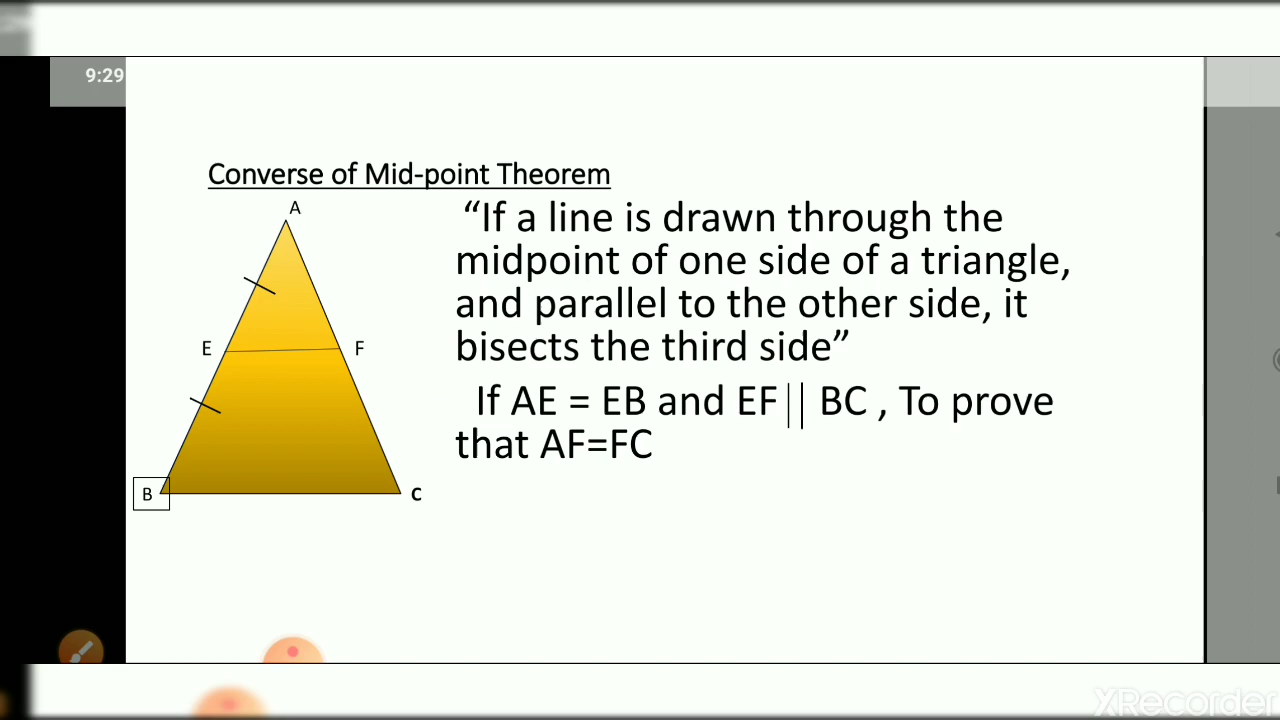 9:29
Converse of Mid-point Theorem
A
“If a line is drawn through the
midpoint of one side of a triangle,
and parallel to the other side, it
bisects the third side”
E
F
If AE = EB and EF || BC , To prove
that AF=FC
B
C
XRecorder